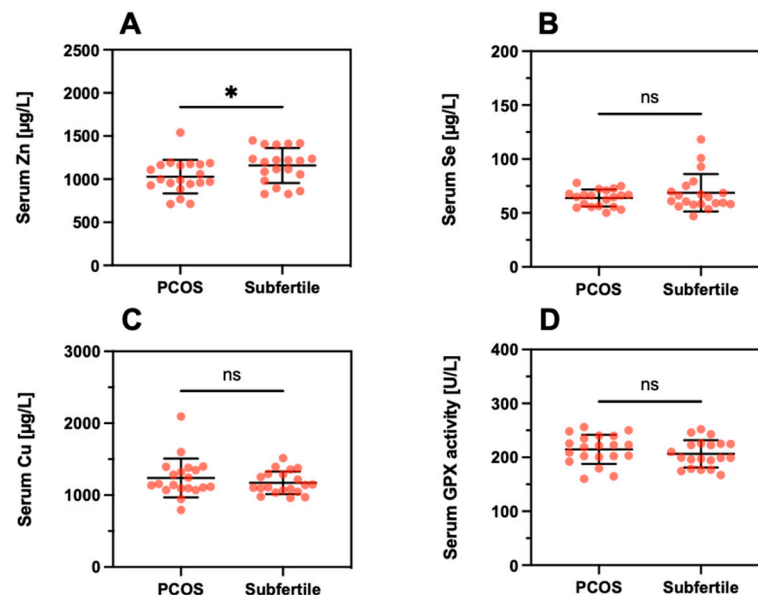 A
Serum Zn [µg/L]
2500
2000
1500
1000
500
0
*
PCOS
Subfertile
B
Serum Se [µg/L]
200
150
100
50
0
ns
PCOS
Subfertile
C
Serum Cu [µg/L]
3000
2000
1000
0
ns
PCOS
Subfertile
D
Serum GPX activity [U/L]
400
300
200
100
0
ns
PCOS
Subfertile